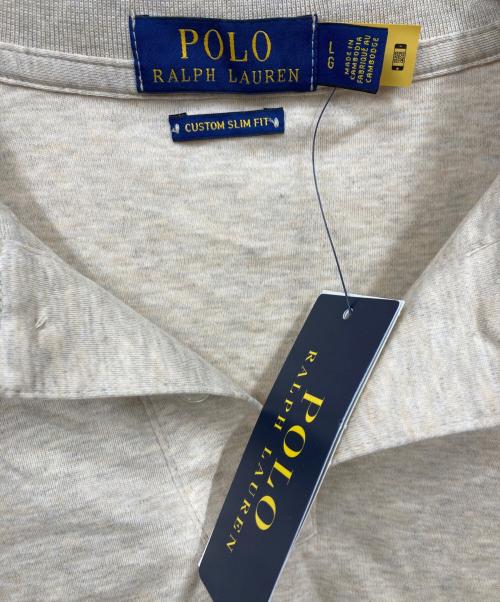 POLO
RALPH LAUREN
L
G
MADE IN
CAMBODIA
FABRIQUÉ AU
CAMBODGE
CUSTOM SLIM FIT
POLO
RALPH LAUREN